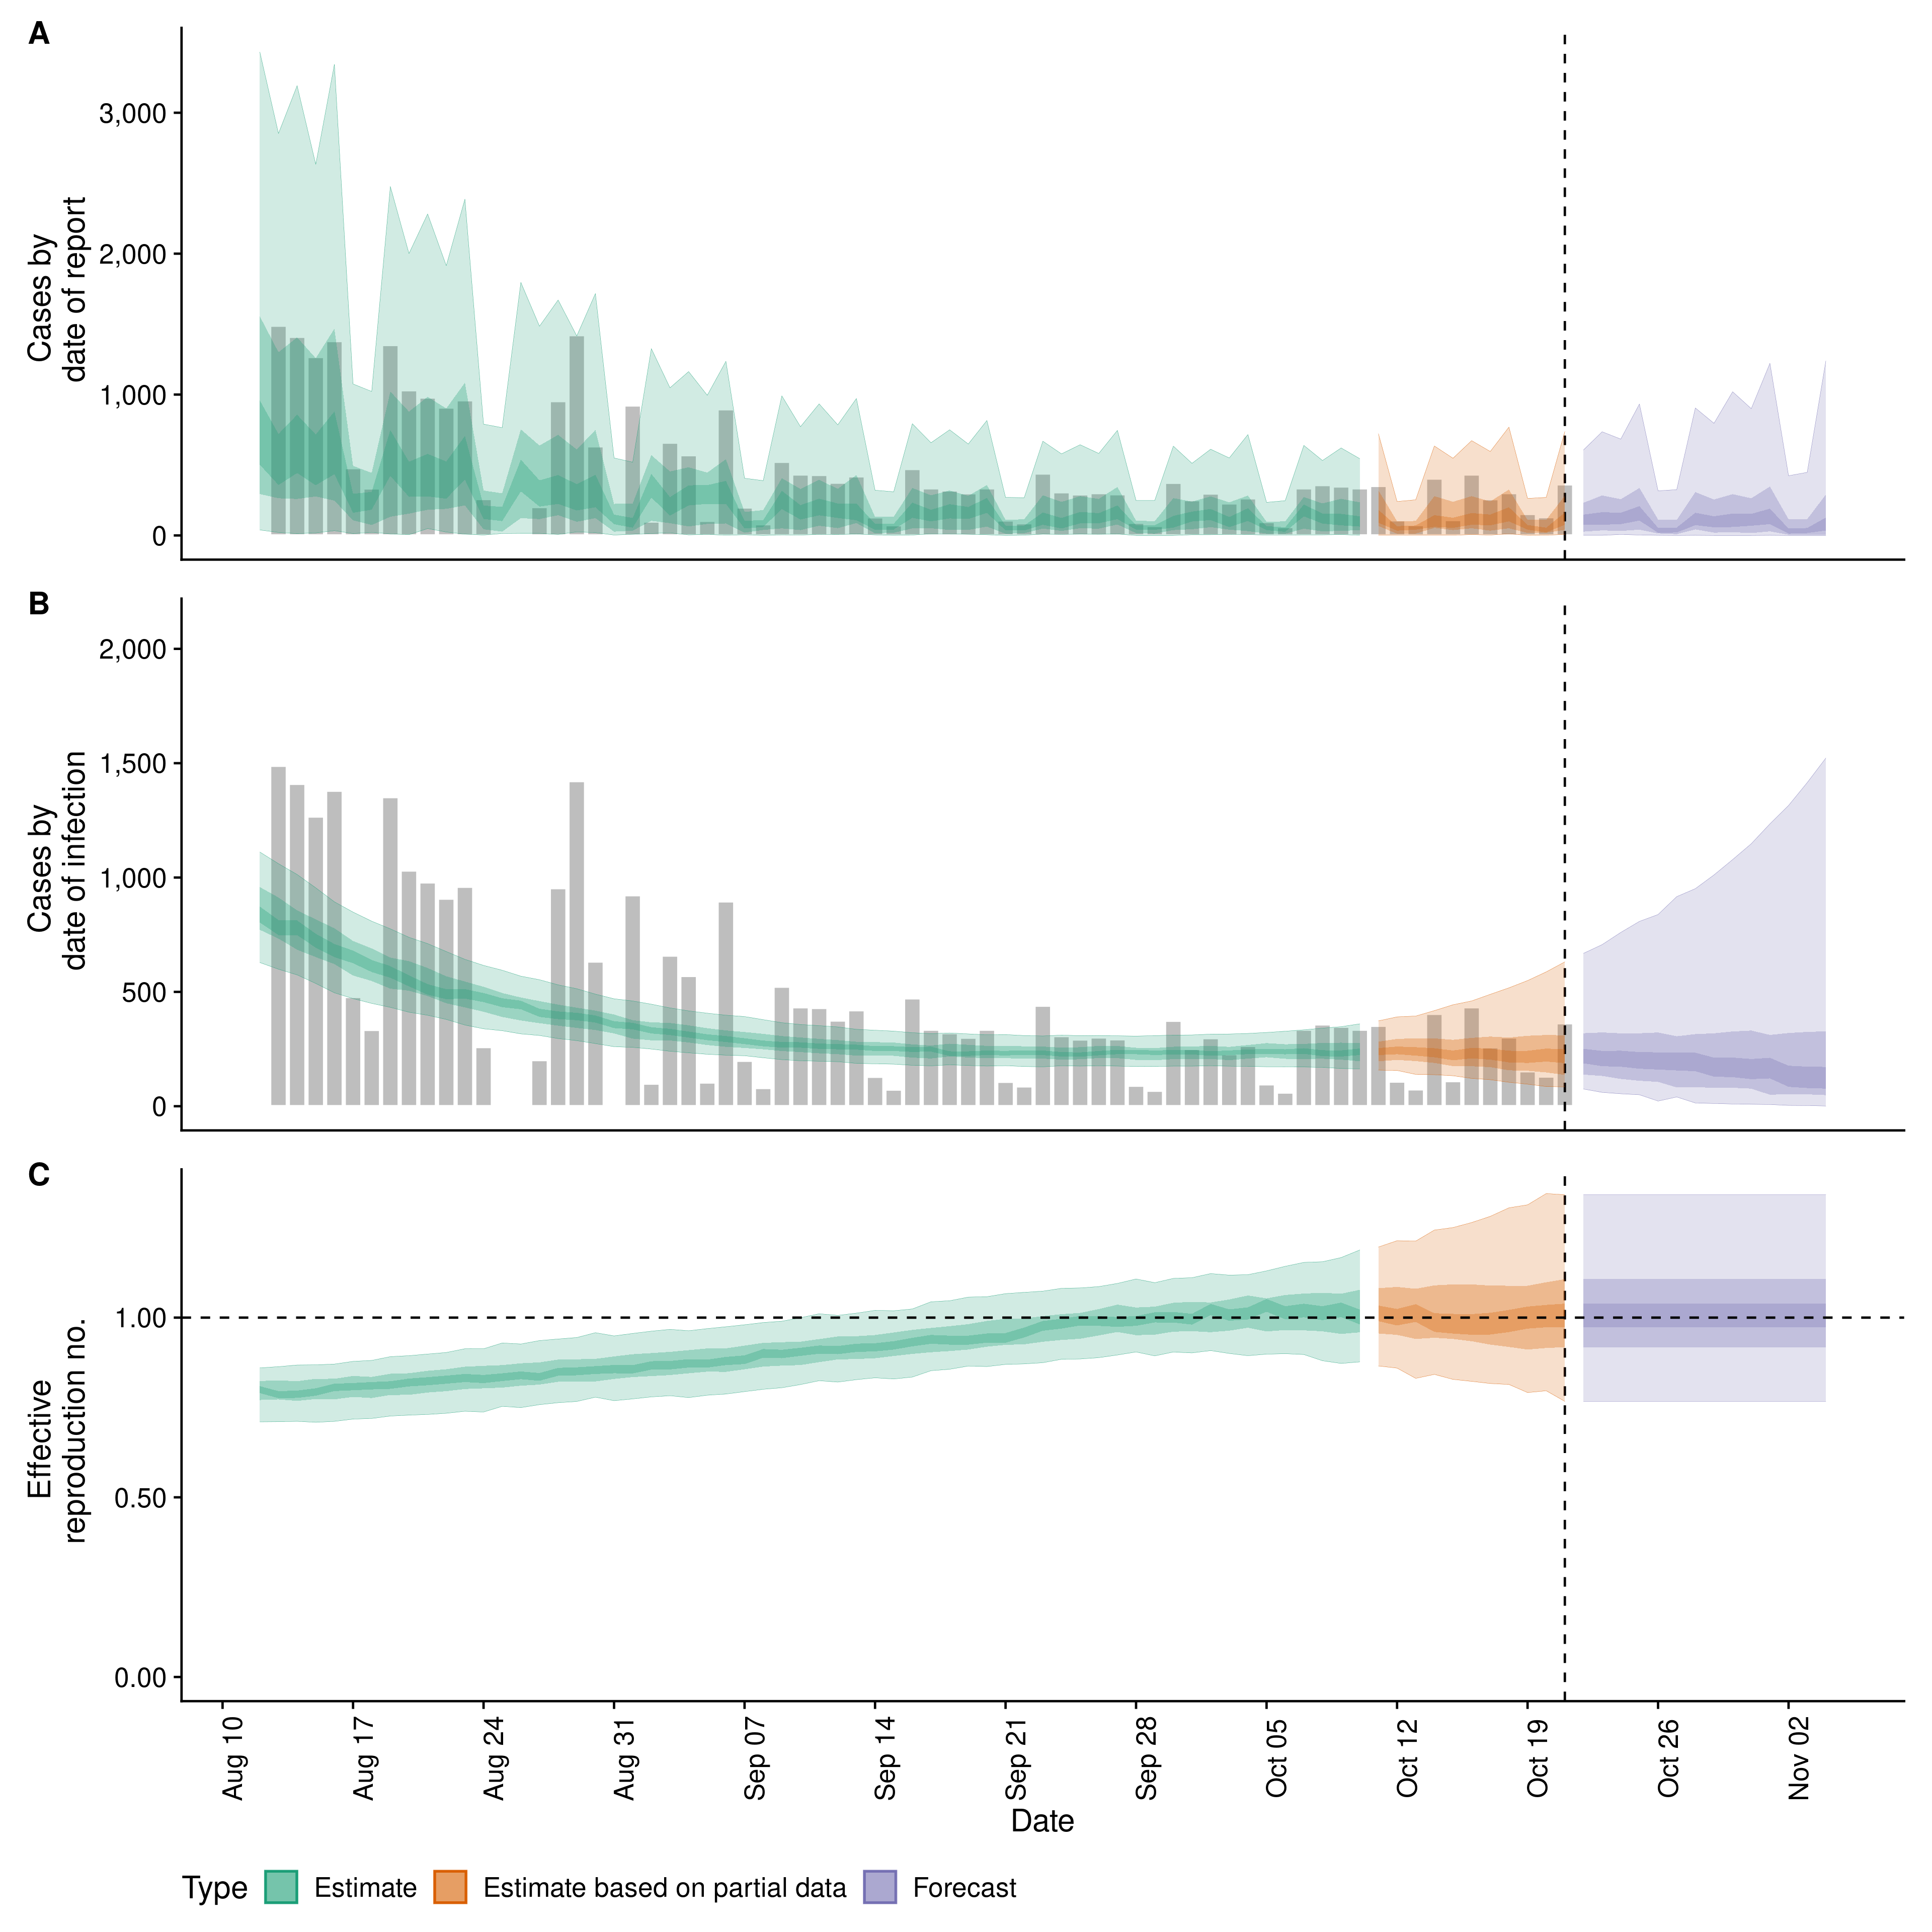 A
Cases by
date of report
3,000
2,000
1,000
0
B
Cases by
date of infection
2,000
1,500
1,000
500
0
C
Effective
reproduction no.
1.00
0.50
0.00
Aug 10
Aug 17
Aug 24
Aug 31
Sep 07
Sep 14
Sep 21
Sep 28
Oct 05
Oct 12
Oct 19
Oct 26
Nov 02
Date
Type Estimate Estimate based on partial data Forecast